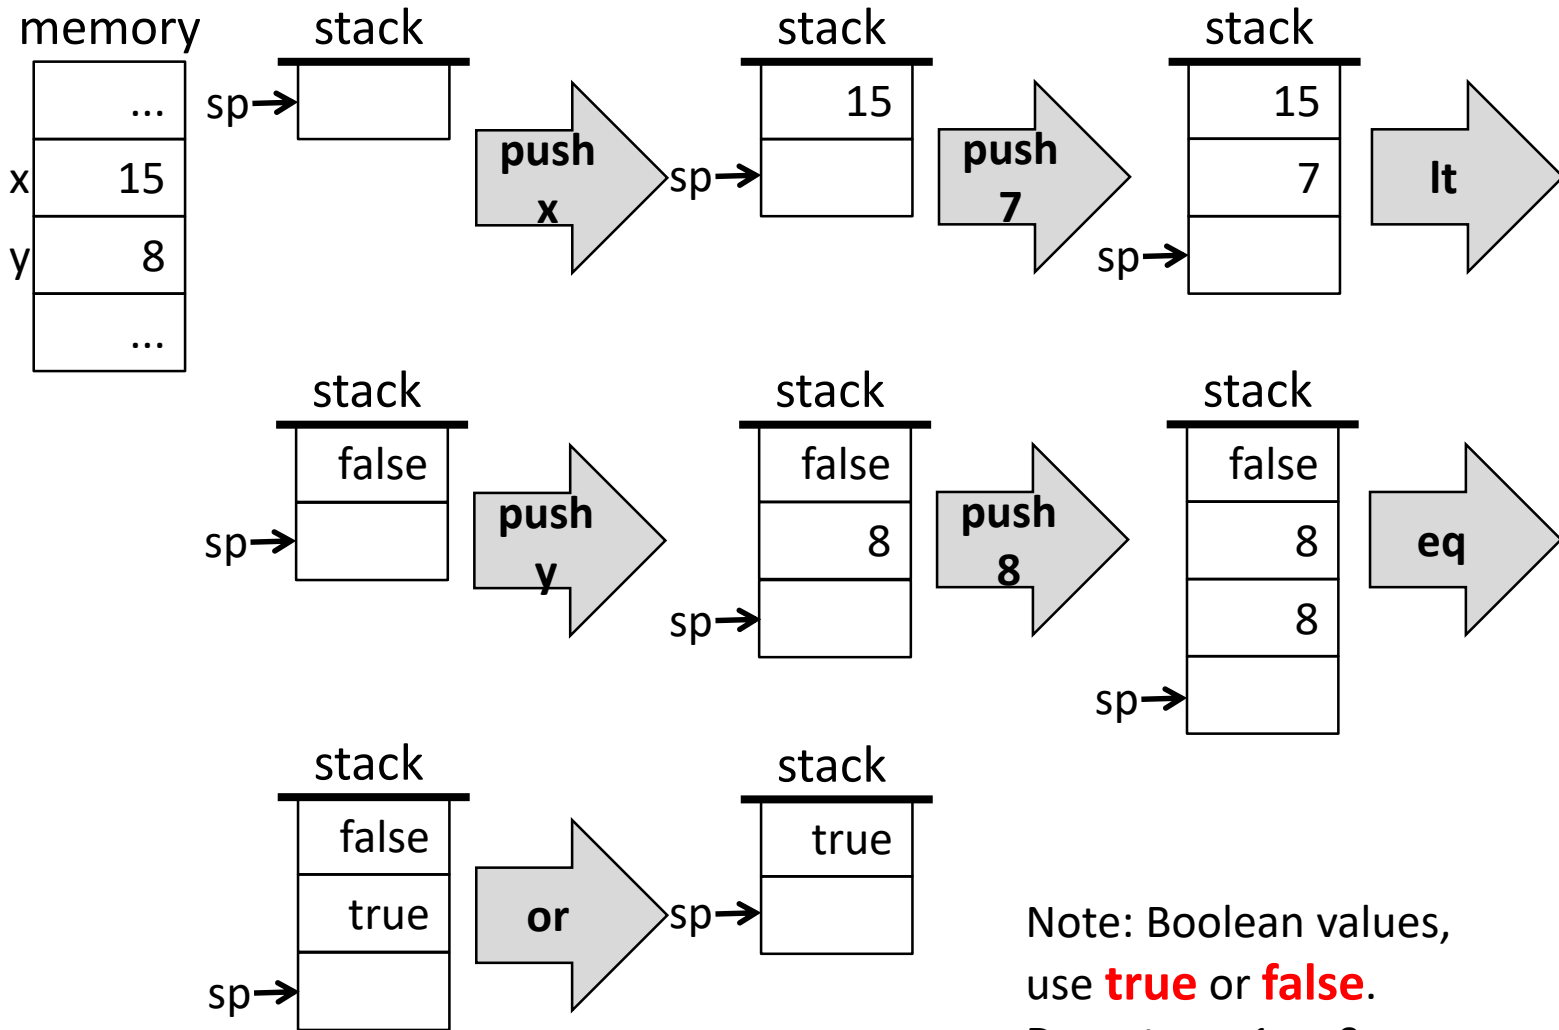 memory
stack
stack
stack
...
x 15
y 8
...
sp
push
x
15
sp
push
7
15
7
sp
lt
stack
stack
stack
false
sp
push
y
false
8
sp
push
8
false
8
8
sp
eq
stack
stack
false
true
sp
or
true
sp
Note: Boolean values,
use true or false.